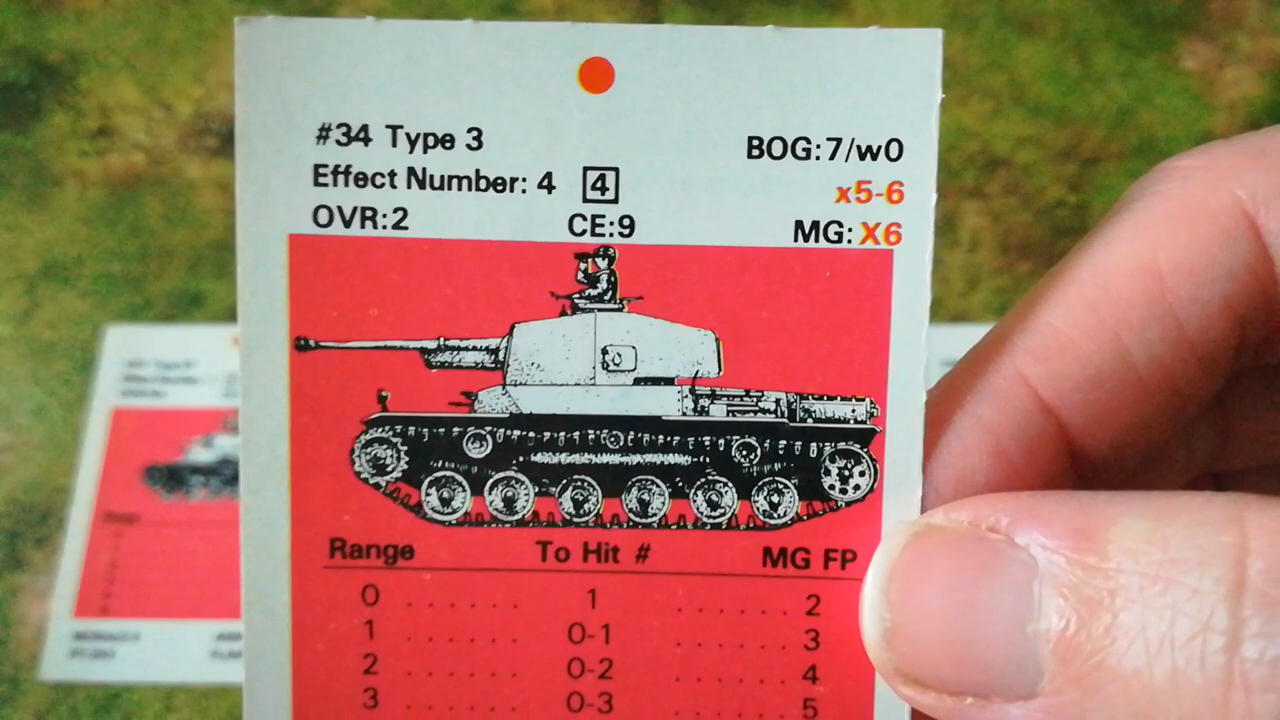 #34 Type 3
BOG:7/w0
Effect Number: 4 4
x5-6
OVR:2
CE:9
MG: X6
Range To Hit # MG FP
0 . . . . . . 1 . . . . . . 2
1 . . . . . . 0-1 . . . . . . 3
2 . . . . . . 0-2 . . . . . . 4
3 . . . . . . 0-3 . . . . . . 5